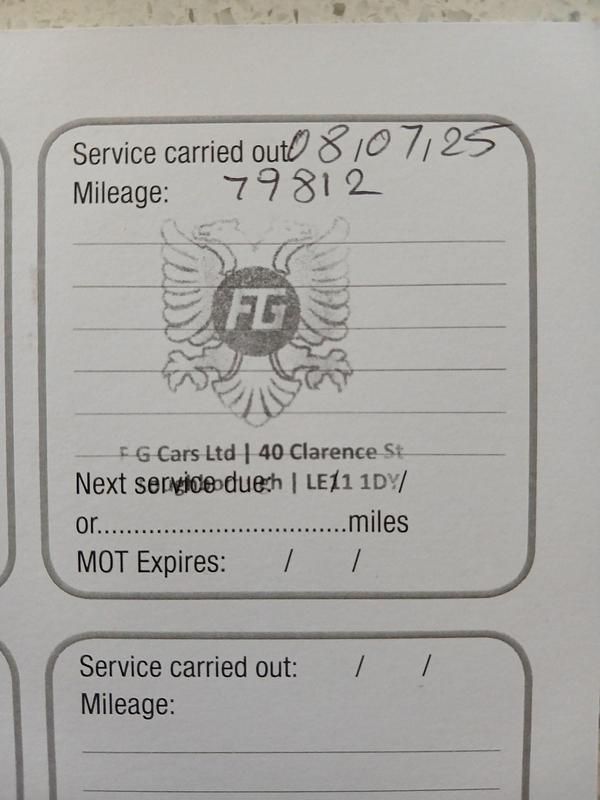 Service carried out: 08/07/25
Mileage: 79812
FG
F G Cars Ltd | 40 Clarence St
Next service due: / /
Loughborough | LE11 1DY
or.................................miles
MOT Expires: / /
Service carried out: / /
Mileage: